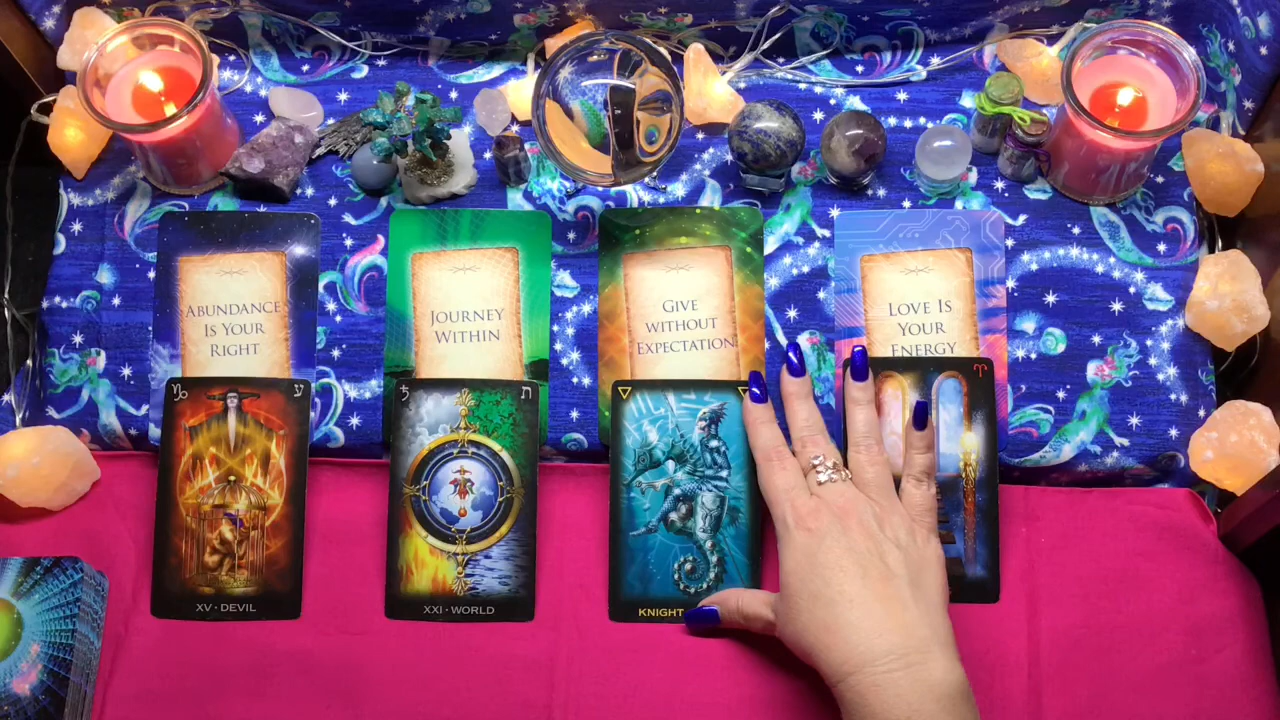 ABUNDANCE
IS YOUR
RIGHT
JOURNEY
WITHIN
GIVE
WITHOUT
EXPECTATION
LOVE IS
YOUR
ENERGY
♑ ע
♄ ת
♈
XV · DEVIL
XXI · WORLD
KNIGHT